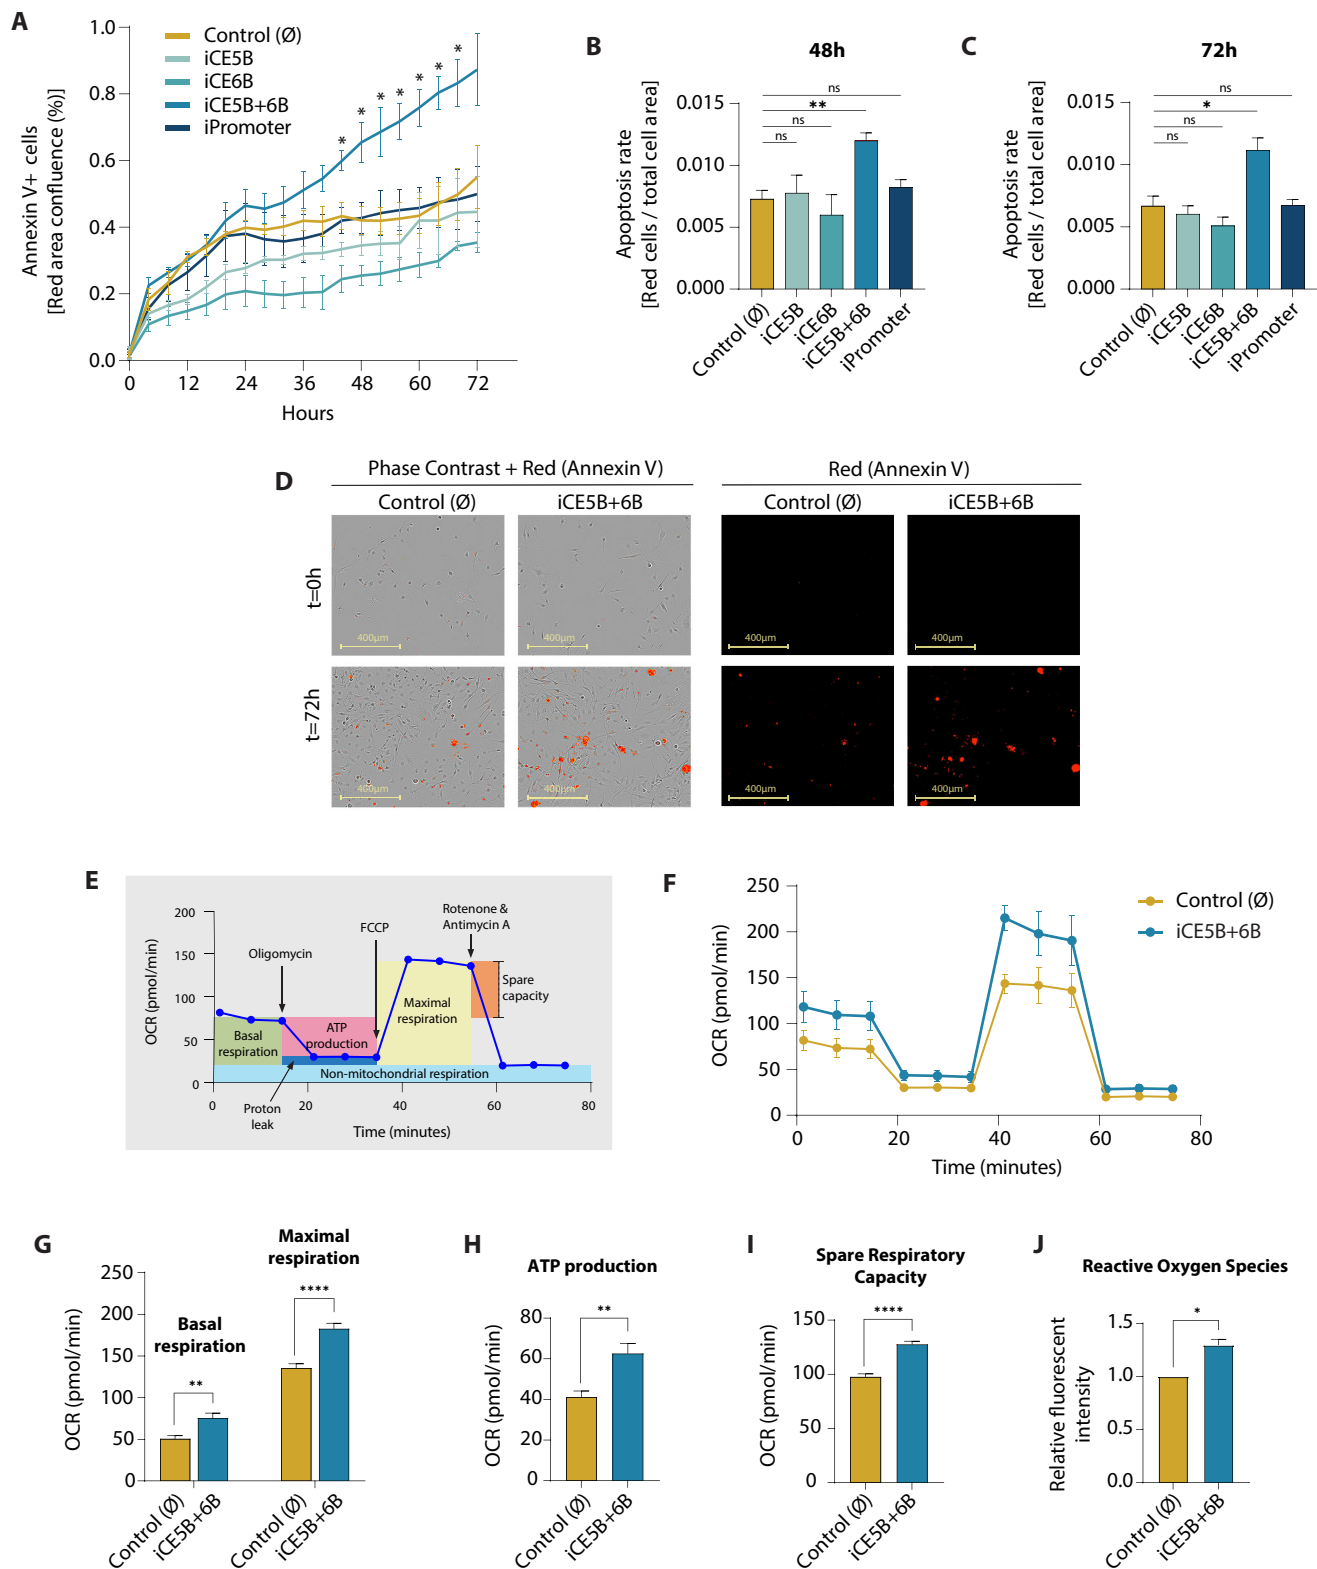 A
1.0
0.8
0.6
0.4
0.2
0.0
Annexin V+ cells
[Red area confluence (%)]
Control (Ø)
iCE5B
iCE6B
iCE5B+6B
iPromoter
* * * * * * *
0 12 24 36 48 60 72
Hours
B
48h
0.015
0.010
0.005
0.000
Apoptosis rate
[Red cells / total cell area]
ns
**
ns
ns
Control (Ø)
iCE5B
iCE6B
iCE5B+6B
iPromoter
C
72h
0.015
0.010
0.005
0.000
Apoptosis rate
[Red cells / total cell area]
ns
*
ns
ns
Control (Ø)
iCE5B
iCE6B
iCE5B+6B
iPromoter
D
Phase Contrast + Red (Annexin V)
Red (Annexin V)
Control (Ø)
iCE5B+6B
Control (Ø)
iCE5B+6B
t=0h
400µm
400µm
400µm
400µm
t=72h
400µm
400µm
400µm
400µm
E
200
150
100
50
0
OCR (pmol/min)
Oligomycin
FCCP
Rotenone &
Antimycin A
Spare
capacity
Maximal
respiration
ATP
production
Basal
respiration
Non-mitochondrial respiration
Proton
leak
0 20 40 60 80
Time (minutes)
F
250
200
150
100
50
0
OCR (pmol/min)
Control (Ø)
iCE5B+6B
0 20 40 60 80
Time (minutes)
G
Maximal
respiration
Basal
respiration
250
200
150
100
50
0
OCR (pmol/min)
**
****
Control (Ø)
iCE5B+6B
Control (Ø)
iCE5B+6B
H
ATP production
80
60
40
20
0
OCR (pmol/min)
**
Control (Ø)
iCE5B+6B
I
Spare Respiratory
Capacity
150
100
50
0
OCR (pmol/min)
****
Control (Ø)
iCE5B+6B
J
Reactive Oxygen Species
1.5
1.0
0.5
0.0
Relative fluorescent
intensity
*
Control (Ø)
iCE5B+6B